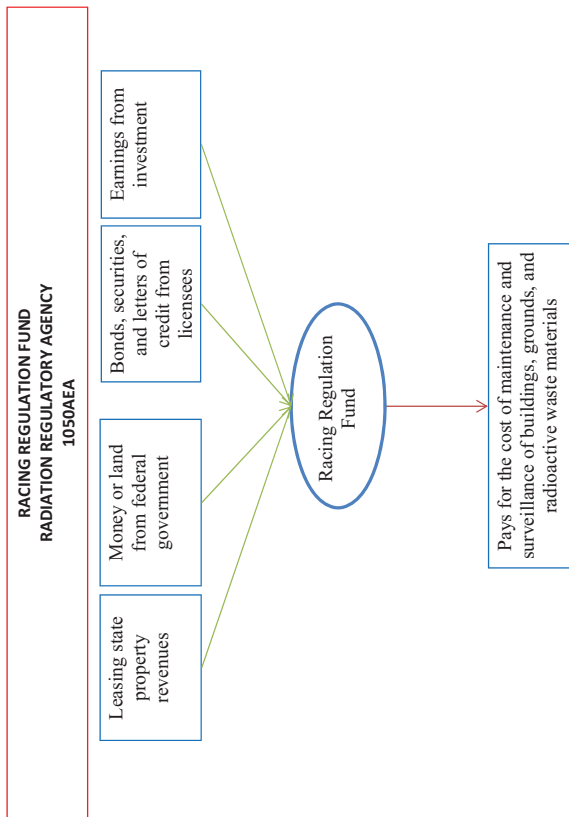 RACING REGULATION FUND
RADIATION REGULATORY AGENCY
1050AEA
Leasing state
property
revenues
Money or land
from federal
government
Bonds, securities,
and letters of
credit from
licensees
Earnings from
investment
Racing Regulation
Fund
Pays for the cost of maintenance and
surveillance of buildings, grounds, and
radioactive waste materials